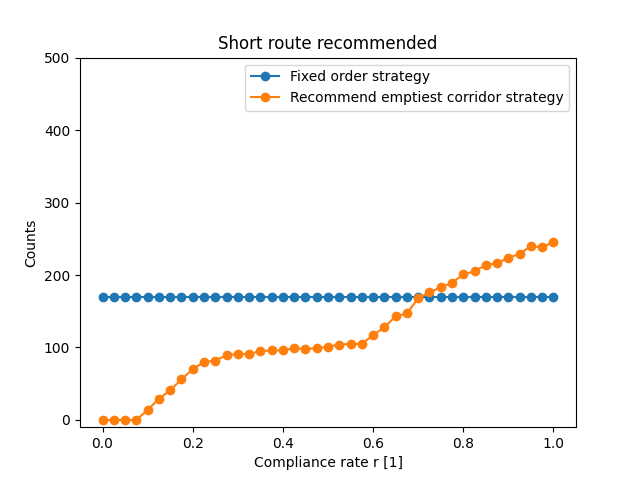 Short route recommended
500
400
300
200
100
0
Counts
Fixed order strategy
Recommend emptiest corridor strategy
0.0 0.2 0.4 0.6 0.8 1.0
Compliance rate r [1]